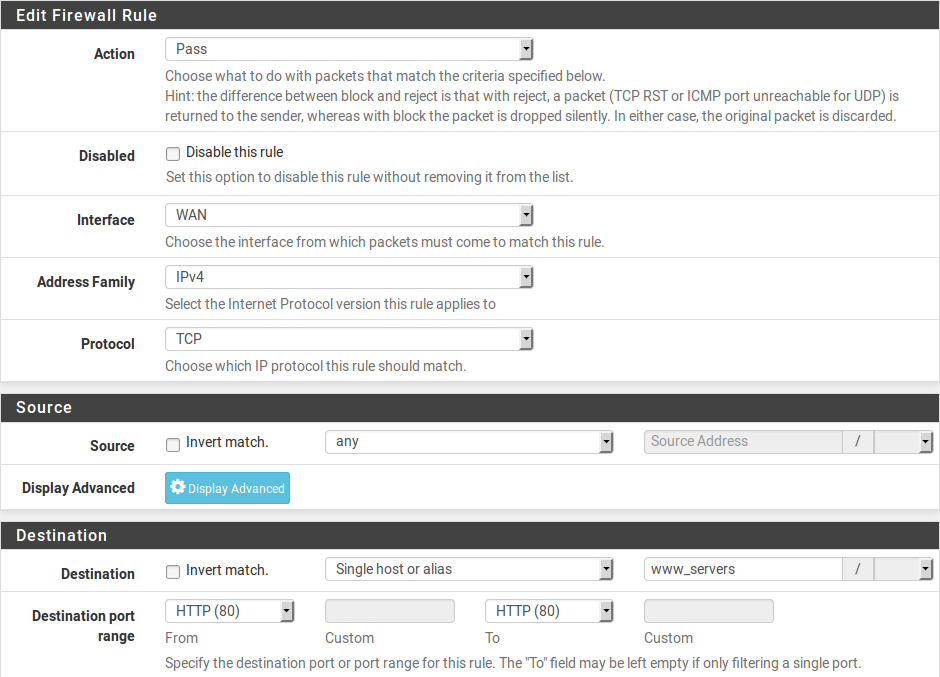 Edit Firewall Rule
Action
Pass
Choose what to do with packets that match the criteria specified below.
Hint: the difference between block and reject is that with reject, a packet (TCP RST or ICMP port unreachable for UDP) is
returned to the sender, whereas with block the packet is dropped silently. In either case, the original packet is discarded.
Disabled
Disable this rule
Set this option to disable this rule without removing it from the list.
Interface
WAN
Choose the interface from which packets must come to match this rule.
Address Family
IPv4
Select the Internet Protocol version this rule applies to
Protocol
TCP
Choose which IP protocol this rule should match.
Source
Source
Invert match.
any
Source Address
/
Display Advanced
Display Advanced
Destination
Destination
Invert match.
Single host or alias
www_servers
/
Destination port
range
HTTP (80)
HTTP (80)
From
Custom
To
Custom
Specify the destination port or port range for this rule. The "To" field may be left empty if only filtering a single port.